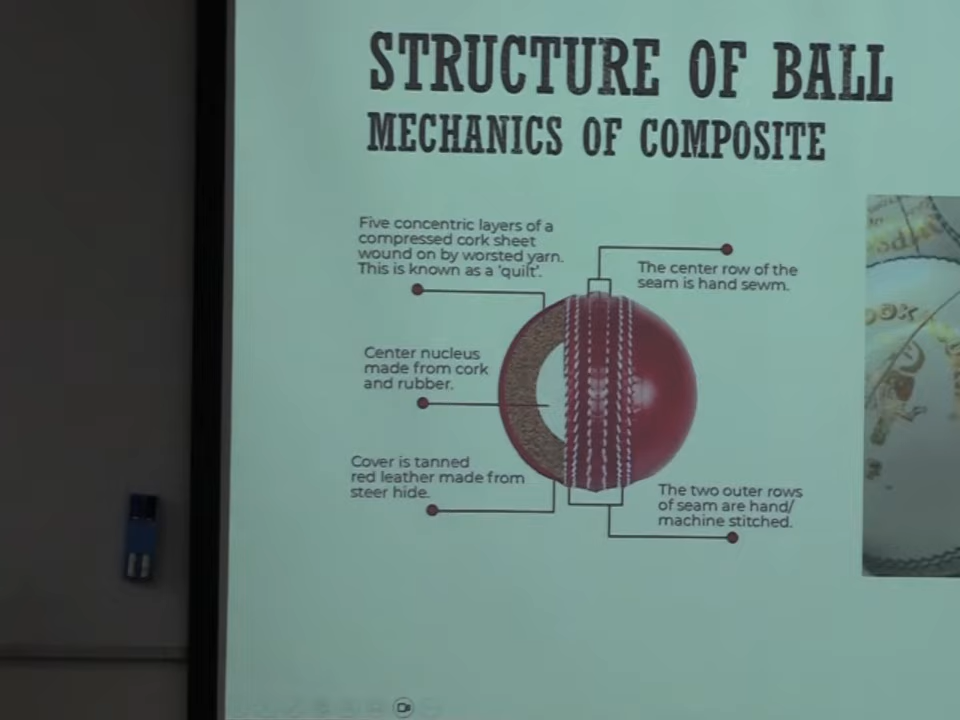 STRUCTURE OF BALL
MECHANICS OF COMPOSITE
Five concentric layers of a
compressed cork sheet
wound on by worsted yarn.
This is known as a 'quilt'.
The center row of the
seam is hand sewm.
Center nucleus
made from cork
and rubber.
Cover is tanned
red leather made from
steer hide.
The two outer rows
of seam are hand/
machine stitched.